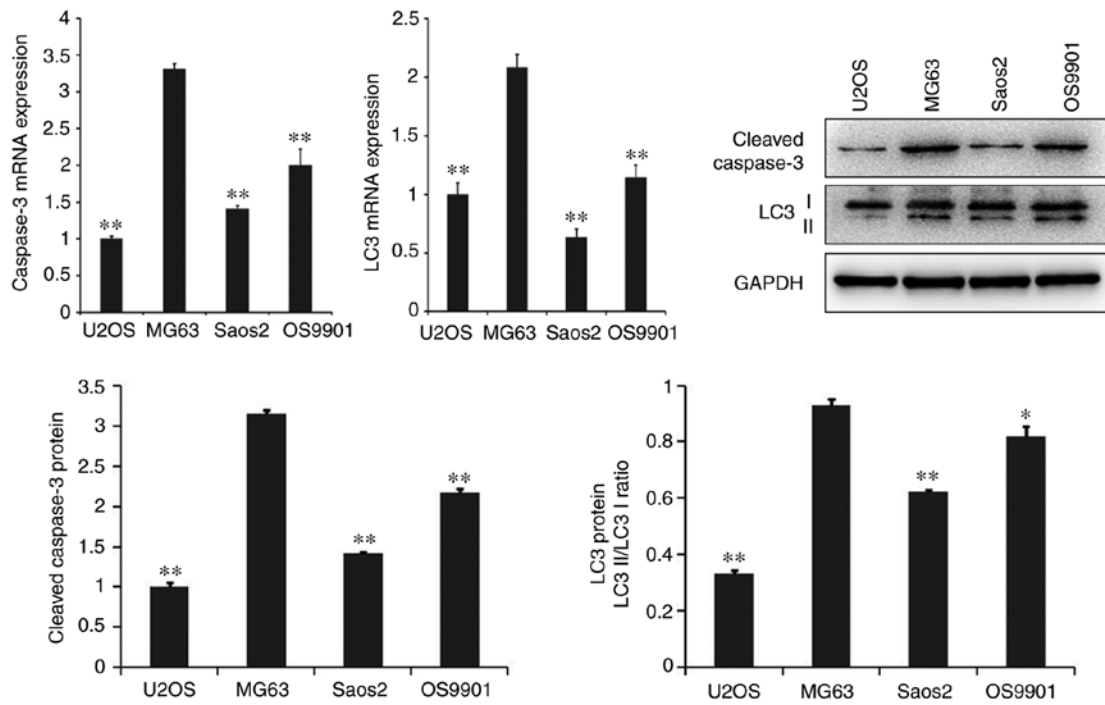 Caspase-3 mRNA expression
4
3.5
3
2.5
2
1.5
1
0.5
0
**
**
**
U2OS MG63 Saos2 OS9901
LC3 mRNA expression
2.5
2
1.5
1
0.5
0
**
**
**
U2OS MG63 Saos2 OS9901
U2OS
MG63
Saos2
OS9901
Cleaved
caspase-3
LC3
I
II
GAPDH
Cleaved caspase-3 protein
3.5
3
2.5
2
1.5
1
0.5
0
**
**
**
U2OS MG63 Saos2 OS9901
LC3 protein
LC3 II/LC3 I ratio
1
0.8
0.6
0.4
0.2
0
**
**
*
U2OS MG63 Saos2 OS9901